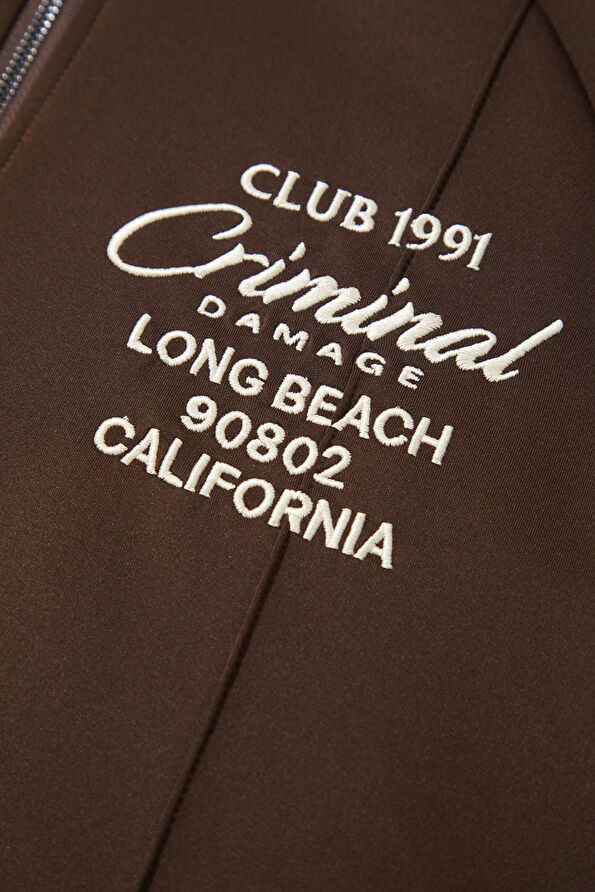 CLUB 1991
Criminal
DAMAGE
LONG BEACH
90802
CALIFORNIA